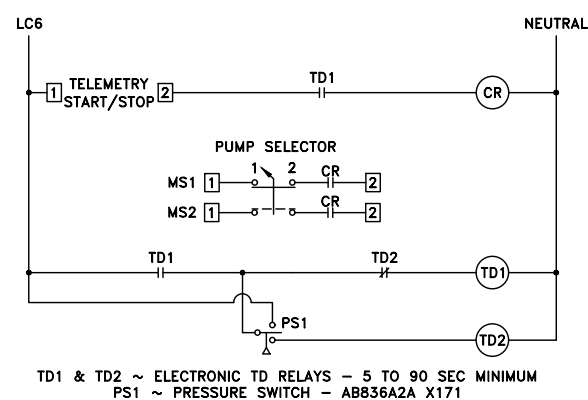 LC6 NEUTRAL
TELEMETRY
START/STOP
1 2 TD1 CR
PUMP SELECTOR
1 2
MS1 1 CR 2
MS2 1 CR 2
TD1 TD2 TD1
PS1
TD2
TD1 & TD2 ~ ELECTRONIC TD RELAYS – 5 TO 90 SEC MINIMUM
PS1 ~ PRESSURE SWITCH – AB836A2A X171